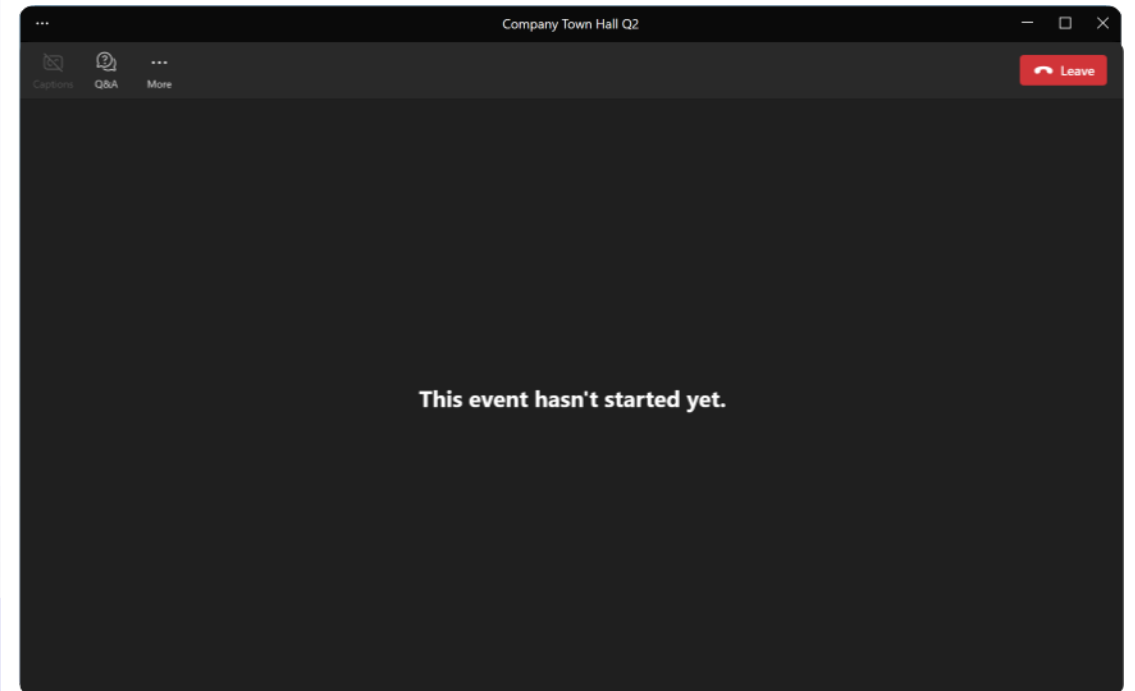 Company Town Hall Q2
Captions
Q&A
More
Leave
This event hasn't started yet.